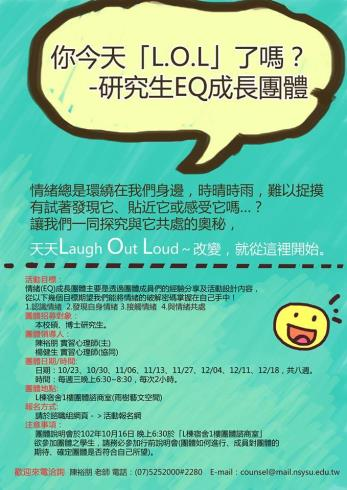 你今天「L.O.L」了嗎？
-研究生EQ成長團體
情緒總是環繞在我們身邊，時晴時雨，難以捉摸
有試著發現它、貼近它或感受它嗎…？
讓我們一同探究與它共處的奧秘，
天天Laugh Out Loud～改變，就從這裡開始。
活動目標：
情緒(EQ)成長團體主要是透過團體成員們的經驗分享及活動設計內容，
從以下幾個目標期望我們能將情緒的破解密碼掌握在自己手中！
1.認識情緒 2.發現自身情緒 3.接觸情緒 4.與情緒共處
團體招募對象：
本校碩、博士研究生。
團體領導人：
陳裕朋 實習心理師(主)
楊健生 實習心理師(協同)
團體日期/時間:
日期：10/23, 10/30, 11/06, 11/13, 11/27, 12/04, 12/11, 12/18，共八週。
時間：每週三晚上6:30~8:30，每次2小時。
團體地點:
L棟宿舍1樓團體諮商室(雨樹藝文空間)
報名方式:
請於諮職組網頁－＞活動報名網
注意事項：
團體說明會於102年10月16日 晚上6:30於「L棟宿舍1樓團體諮商室」
欲參加團體之學生，請務必參加行前說明會(團體如何進行、成員對團體的
期待、確定團體是否符合自己所望)。
歡迎來電洽詢 陳裕朋 老師 電話：(07)5252000#2280 E-mail：counsel@mail.nsysu.edu.tw